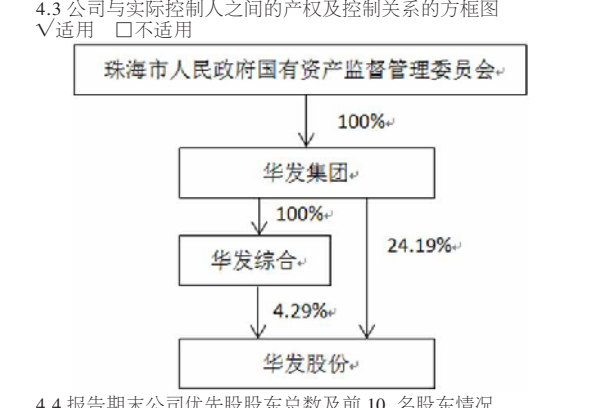 4.3 公司与实际控制人之间的产权及控制关系的方框图
√适用 □不适用
珠海市人民政府国有资产监督管理委员会
100%
华发集团
100%
24.19%
华发综合
4.29%
华发股份
4.4 报告期末公司优先股股东总数及前 10 名股东情况